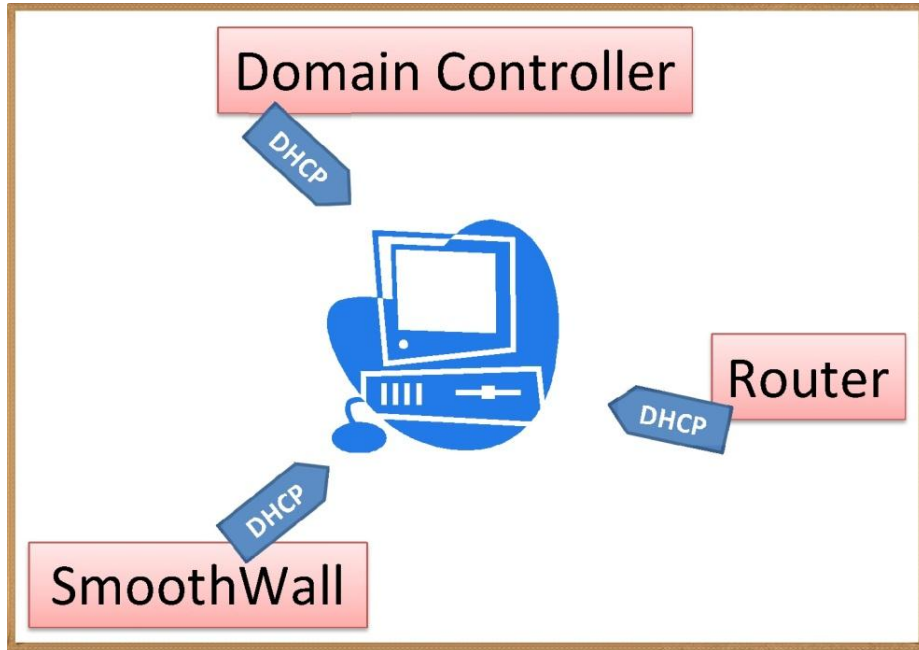 Domain Controller
DHCP
Router
DHCP
DHCP
SmoothWall